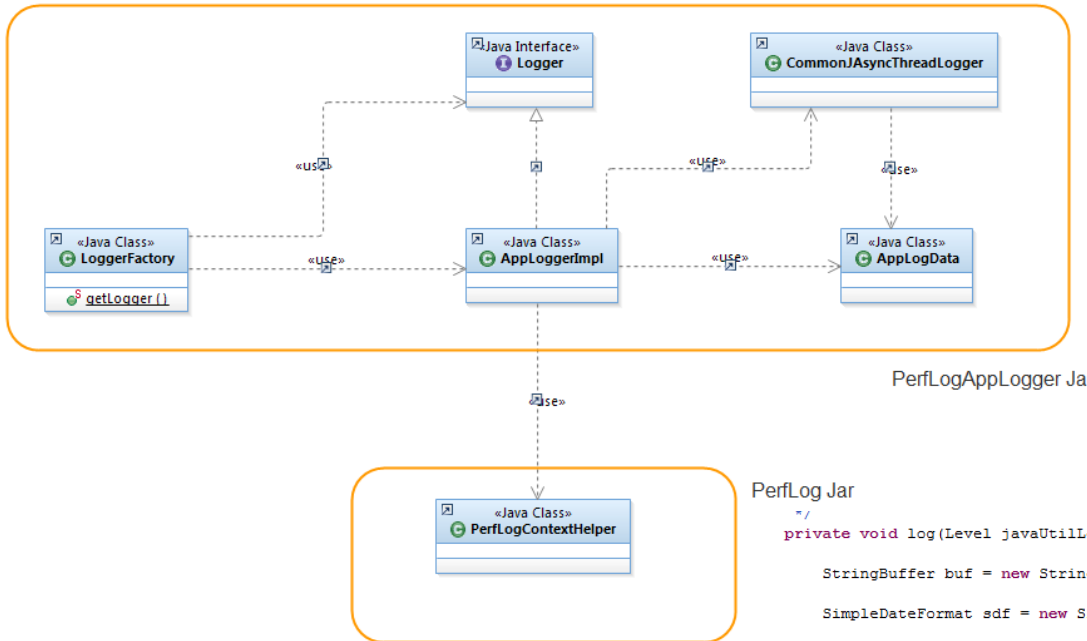 «Java Interface»
Logger
«Java Class»
CommonJAsyncThreadLogger
«use»
«use»
«use»
«Java Class»
LoggerFactory
getLogger ( )
«use»
«Java Class»
AppLoggerImpl
«use»
«Java Class»
AppLogData
PerfLogAppLogger Ja
«use»
PerfLog Jar
«Java Class»
PerfLogContextHelper
*/
private void log(Level javaUtilL
StringBuffer buf = new Strin
SimpleDateFormat sdf = new S